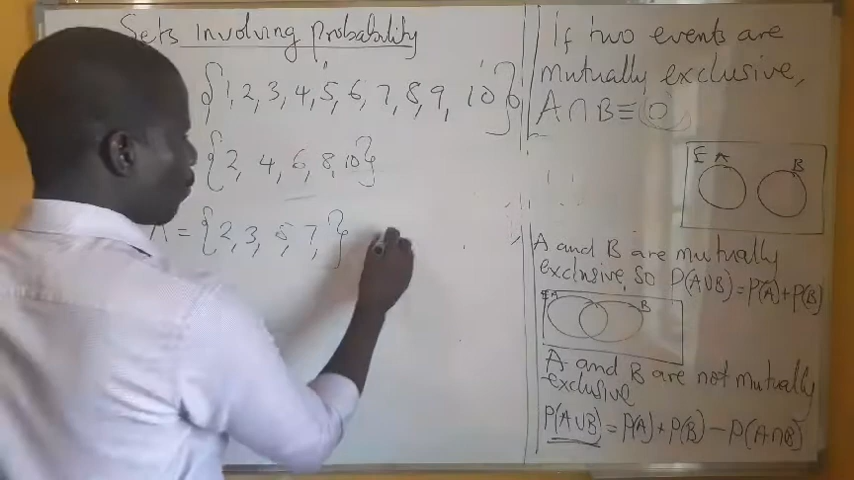 Sets Involving probability
{1, 2, 3, 4, 5, 6, 7, 8, 9, 10}
{2, 4, 6, 8, 10}
= {2, 3, 5, 7, }
If two events are
mutually exclusive,
A∩B = 0
E A B
A and B are mutually
exclusive, so P(A∪B) = P(A)+P(B)
A B
A and B are not mutually
exclusive
P(A∪B) = P(A)+P(B) – P(A∩B)